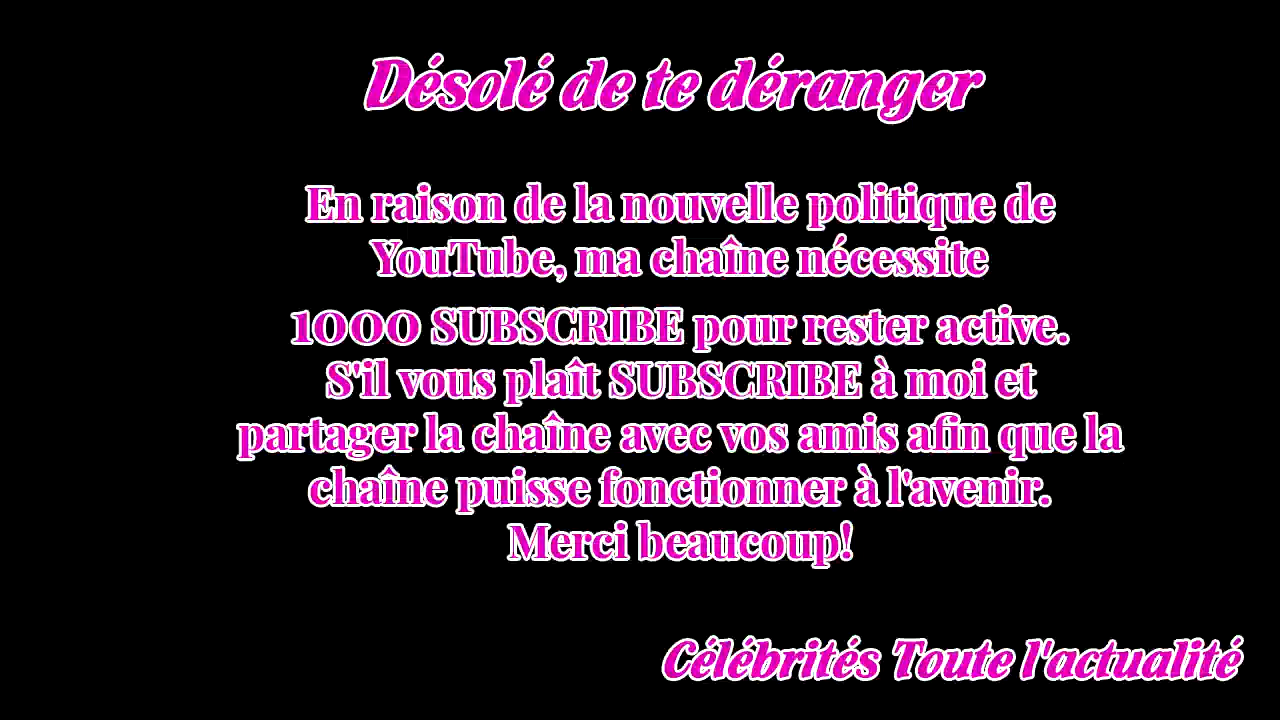 Désolé de te déranger
En raison de la nouvelle politique de
YouTube, ma chaîne nécessite
1000 SUBSCRIBE pour rester active.
S'il vous plaît SUBSCRIBE à moi et
partager la chaîne avec vos amis afin que la
chaîne puisse fonctionner à l'avenir.
Merci beaucoup!
Célébrités Toute l'actualité